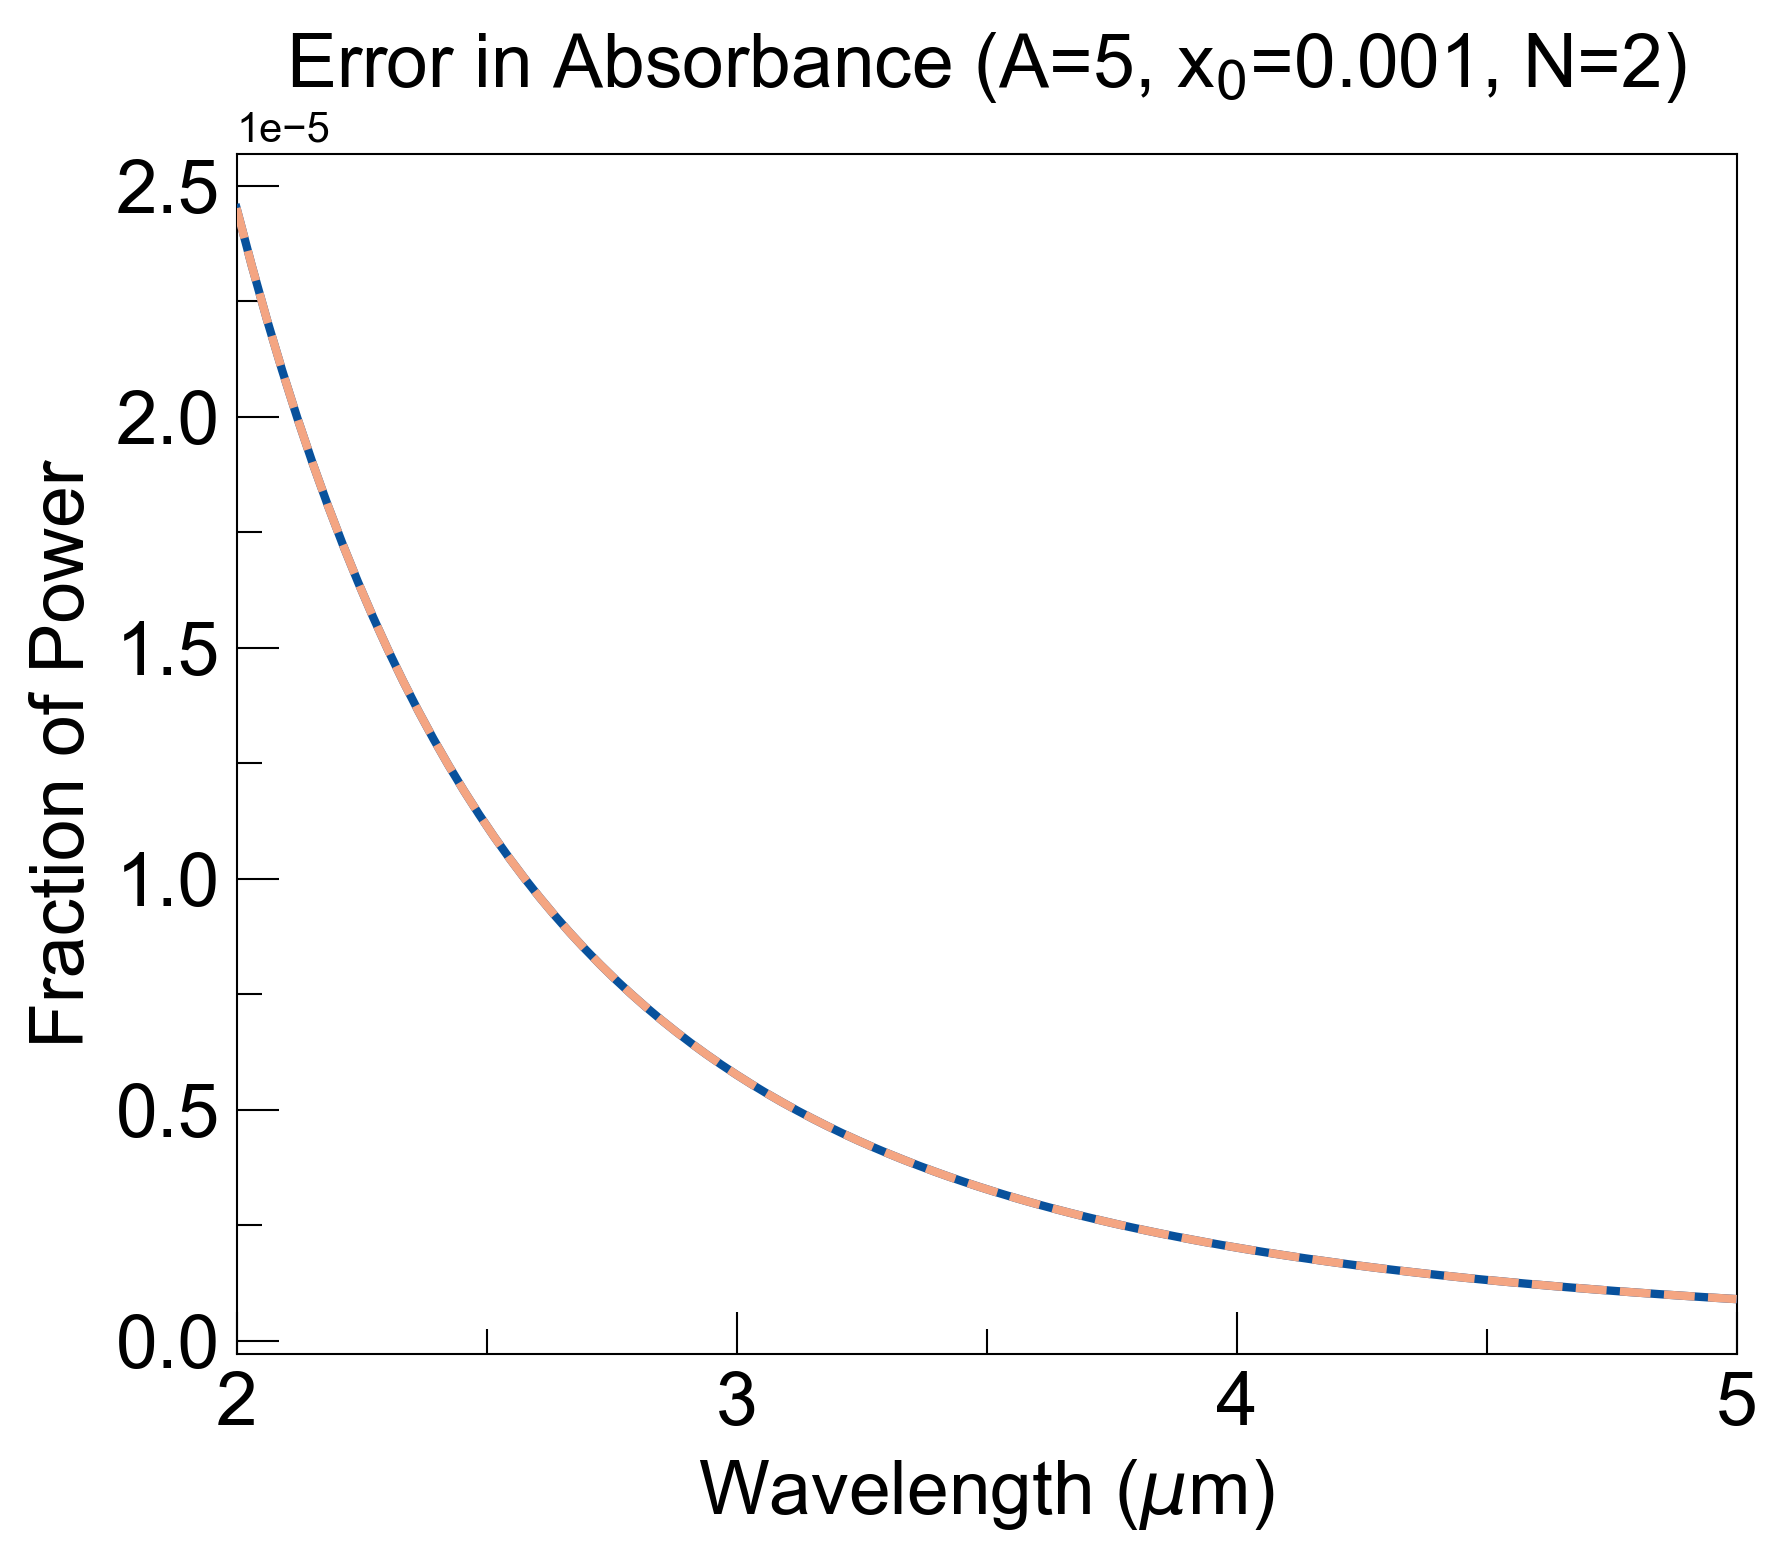 Error in Absorbance (A=5, x₀=0.001, N=2)
1e−5
2.5
2.0
1.5
1.0
0.5
0.0
Fraction of Power
2 3 4 5
Wavelength (μm)